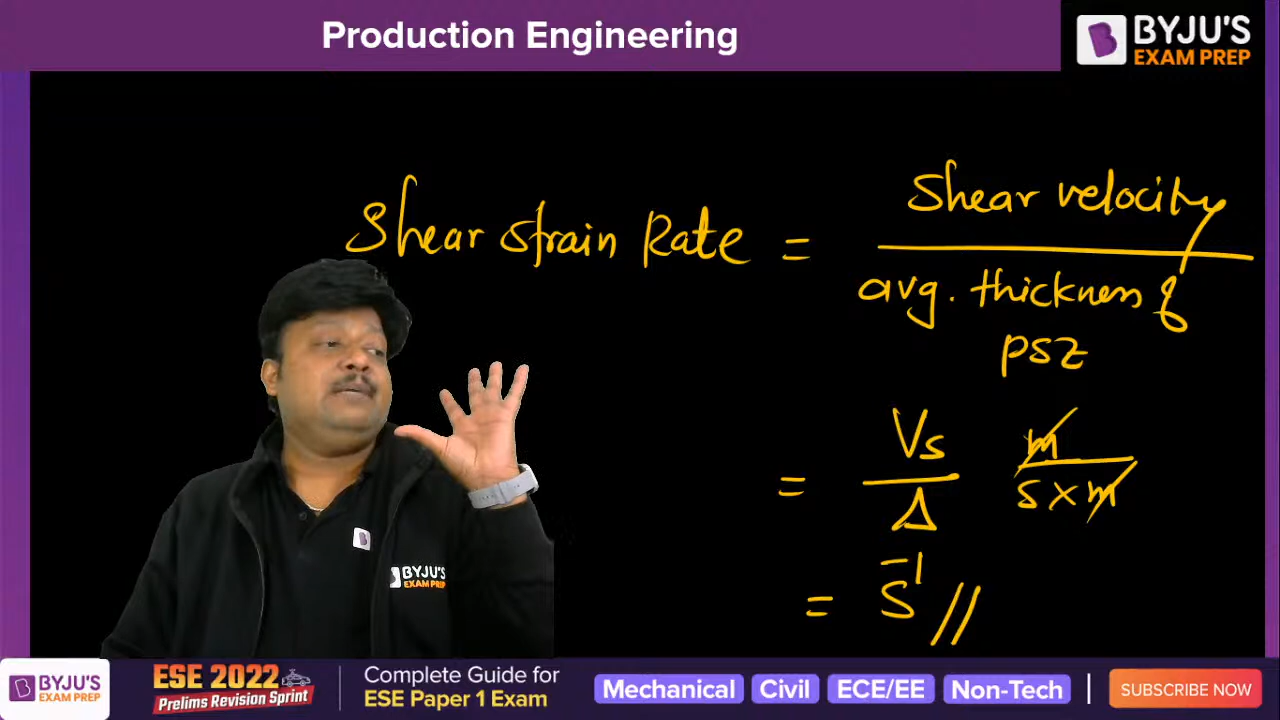 Production Engineering
BYJU'S
EXAM PREP
Shear strain Rate = Shear velocity
avg. thickness of
PSZ
= Vs m
Δ s x m
= s⁻¹ //
BYJU'S
EXAM PREP
BYJU'S
EXAM PREP
ESE 2022
Prelims Revision Sprint
Complete Guide for
ESE Paper 1 Exam
Mechanical Civil ECE/EE Non-Tech
SUBSCRIBE NOW